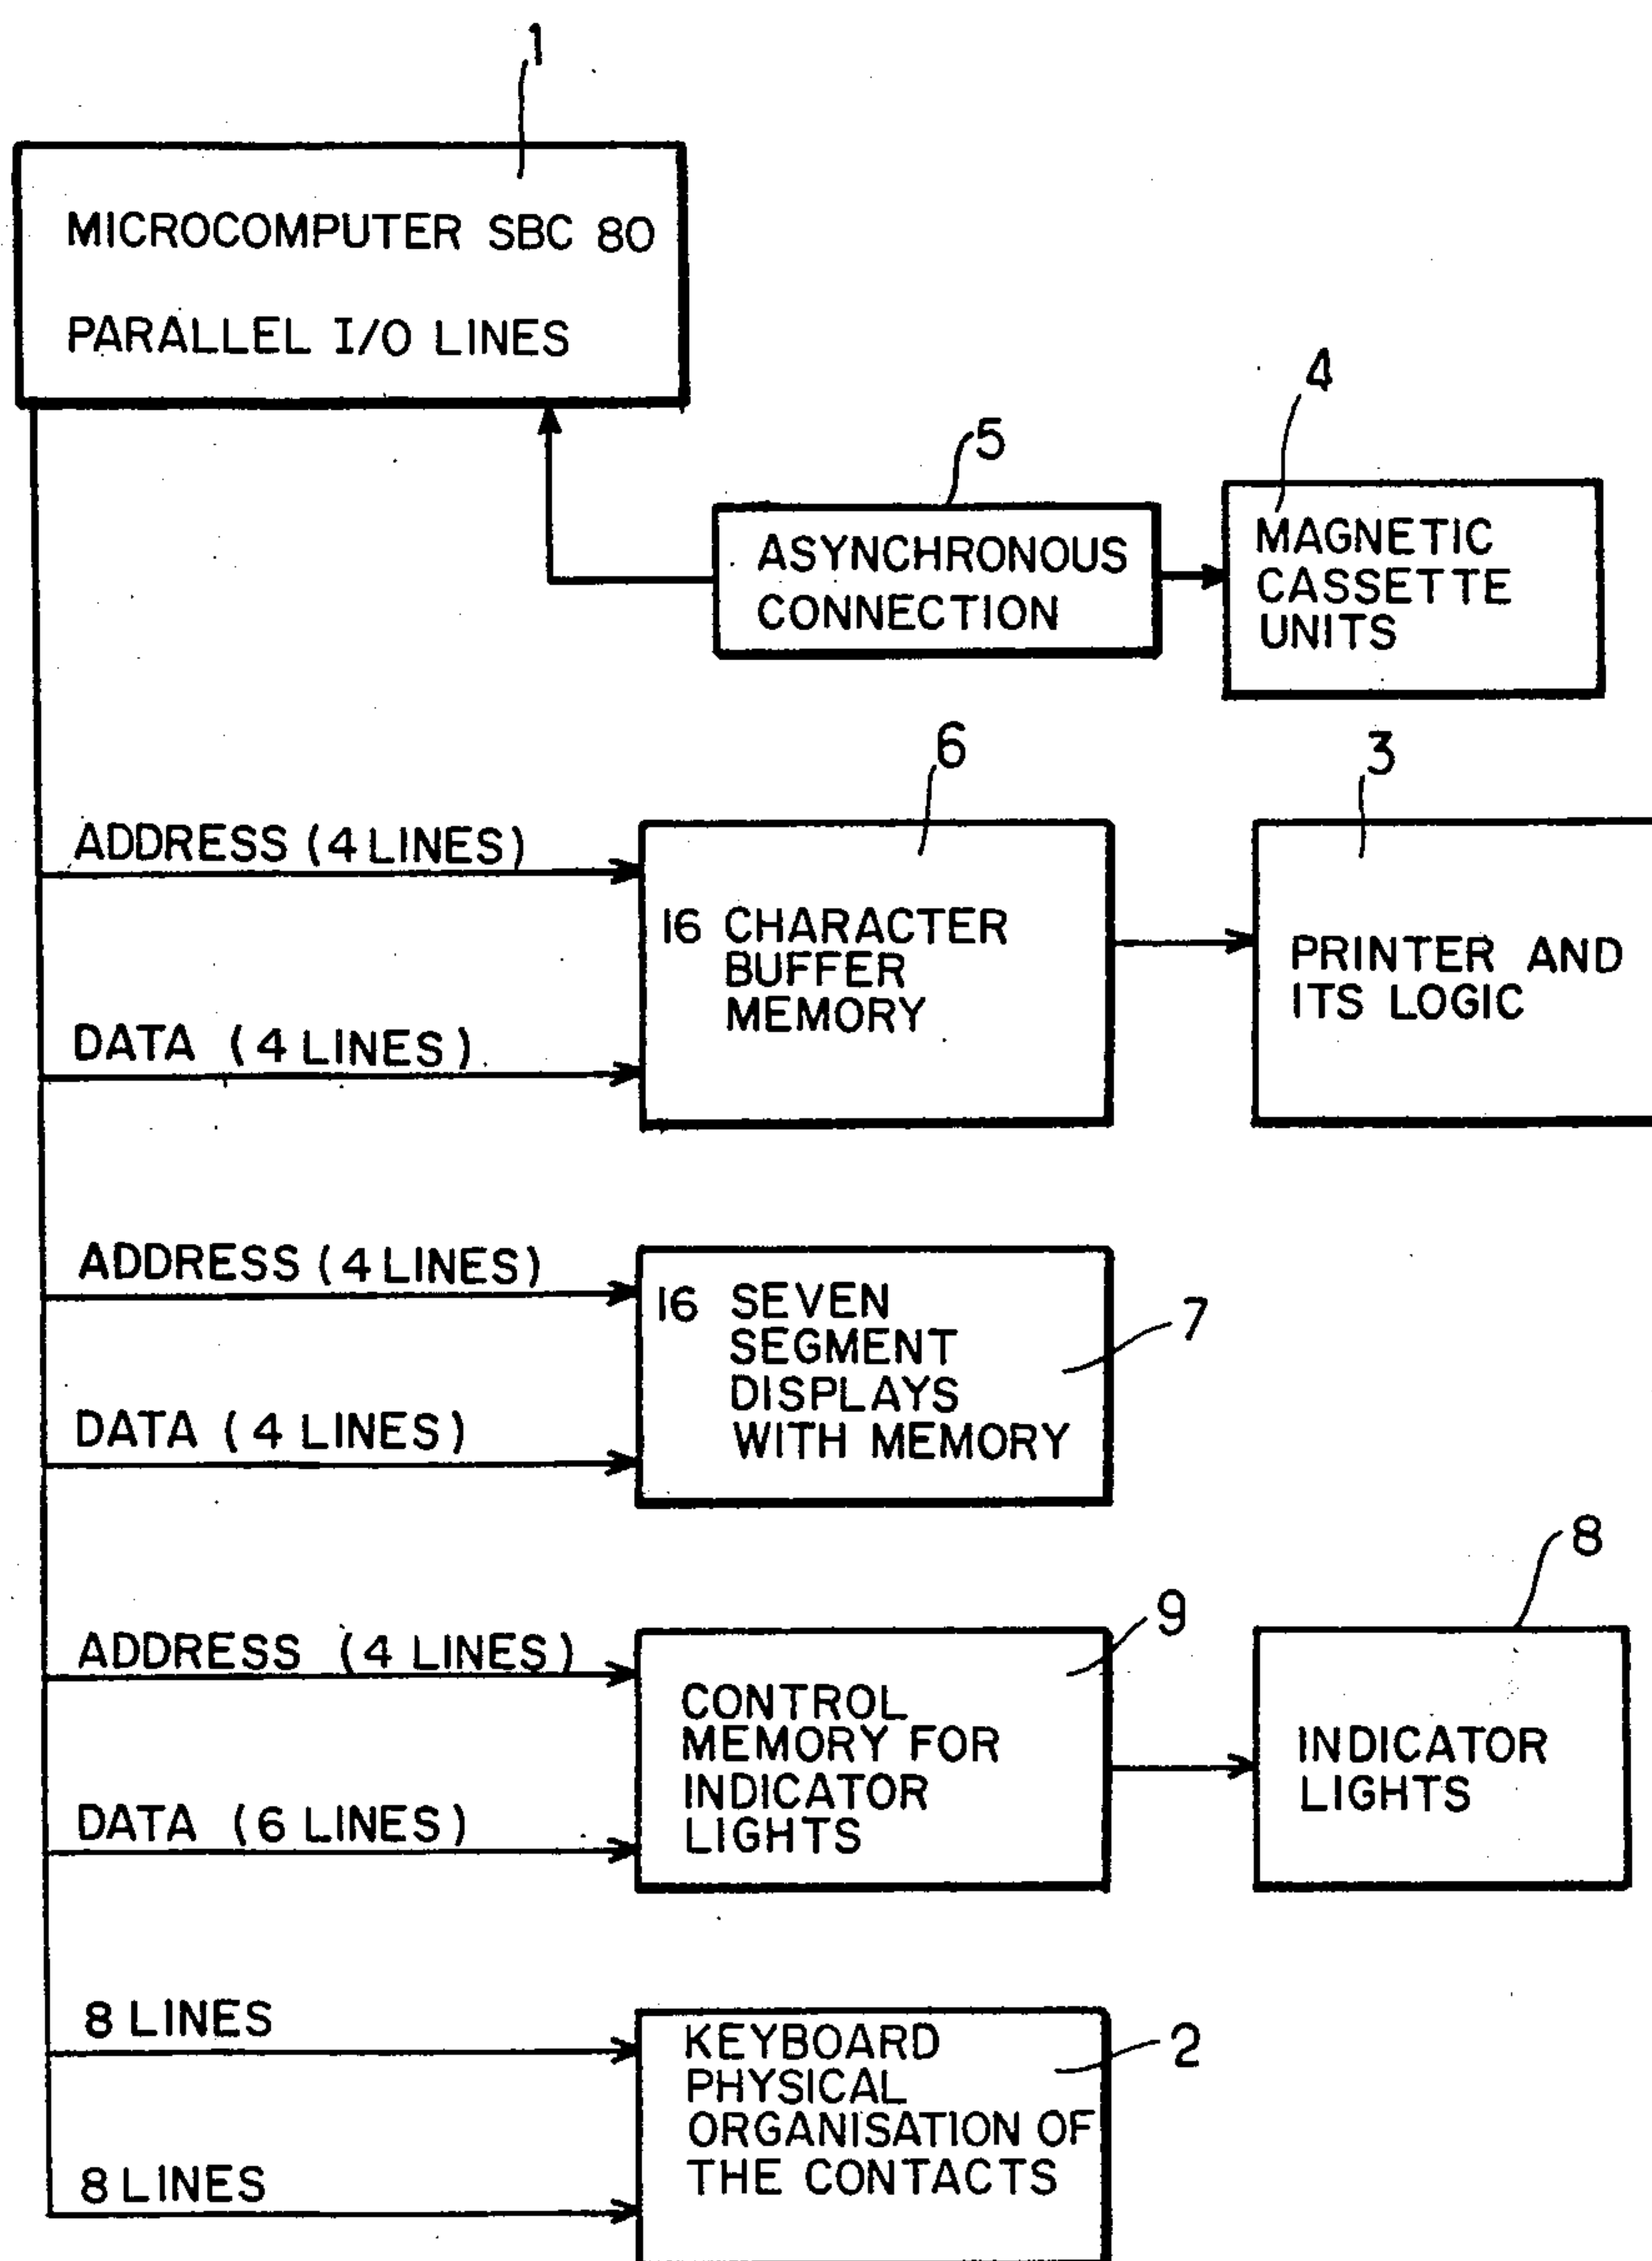 1
MICROCOMPUTER SBC 80
PARALLEL I/O LINES
4
5
ASYNCHRONOUS
CONNECTION
MAGNETIC
CASSETTE
UNITS
6
3
ADDRESS (4 LINES)
DATA (4 LINES)
16 CHARACTER
BUFFER
MEMORY
PRINTER AND
ITS LOGIC
ADDRESS (4 LINES)
DATA (4 LINES)
16 SEVEN
SEGMENT
DISPLAYS
WITH MEMORY
7
8
9
ADDRESS (4 LINES)
DATA (6 LINES)
CONTROL
MEMORY FOR
INDICATOR
LIGHTS
INDICATOR
LIGHTS
8 LINES
8 LINES
KEYBOARD
PHYSICAL
ORGANISATION OF
THE CONTACTS
2